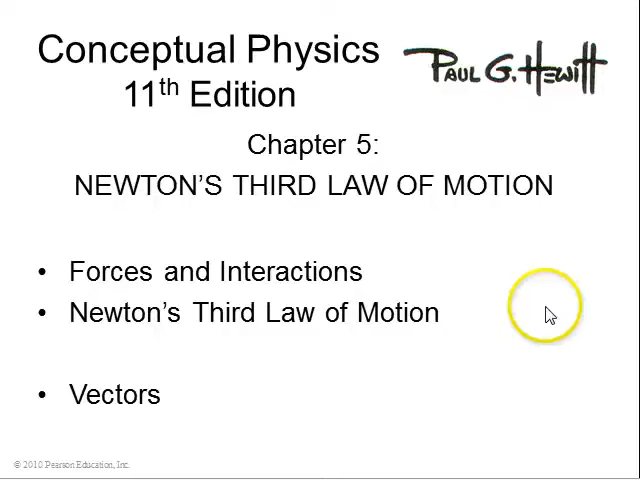 Conceptual Physics
11th Edition
PAUL G. HEWITT
Chapter 5:
NEWTON'S THIRD LAW OF MOTION
• Forces and Interactions
• Newton's Third Law of Motion
• Vectors
© 2010 Pearson Education, Inc.